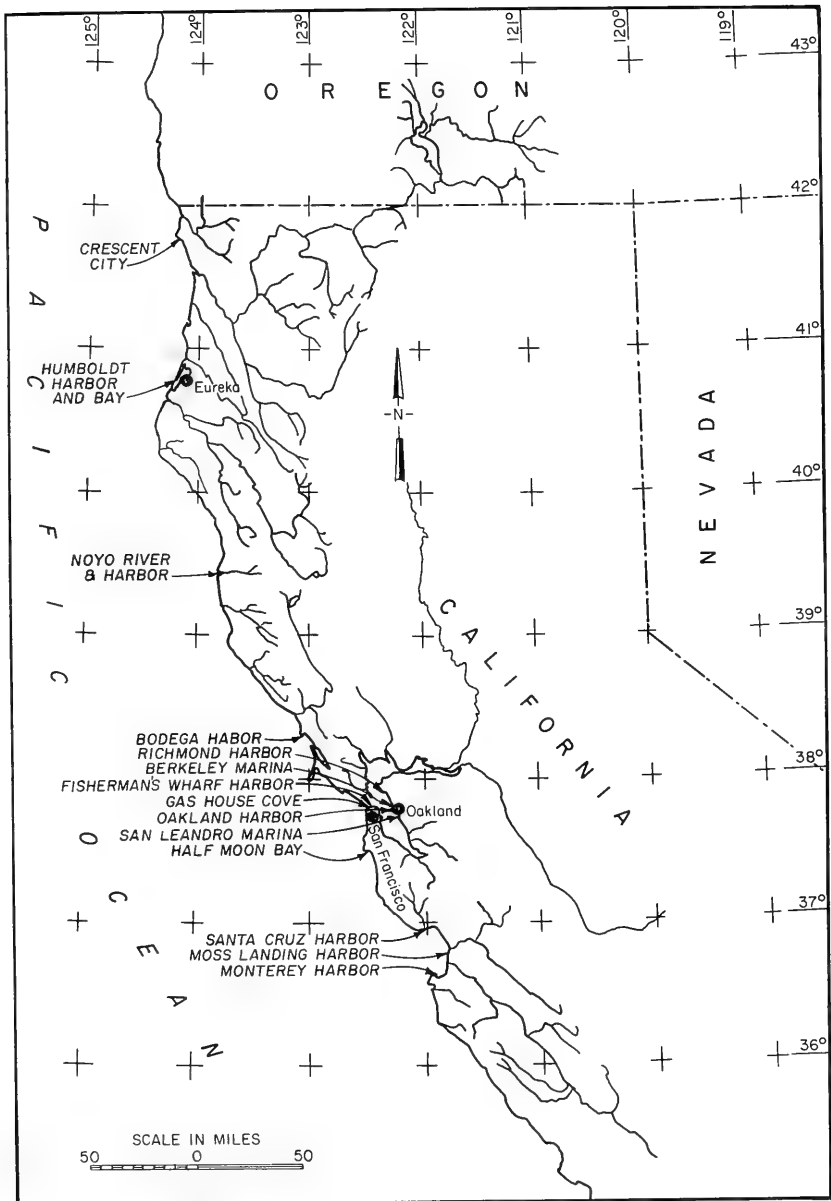 125°
124°
123°
122°
121°
120°
119°
43°
OREGON
42°
PACIFIC OCEAN
CRESCENT
CITY
41°
HUMBOLDT
HARBOR
AND BAY
Eureka
-N-
NEVADA
40°
NOYO RIVER
& HARBOR
CALIFORNIA
39°
BODEGA HABOR
RICHMOND HARBOR
BERKELEY MARINA
FISHERMAN'S WHARF HARBOR
GAS HOUSE COVE
OAKLAND HARBOR
SAN LEANDRO MARINA
HALF MOON BAY
38°
Oakland
San Francisco
37°
SANTA CRUZ HARBOR
MOSS LANDING HARBOR
MONTEREY HARBOR
36°
SCALE IN MILES
50 0 50